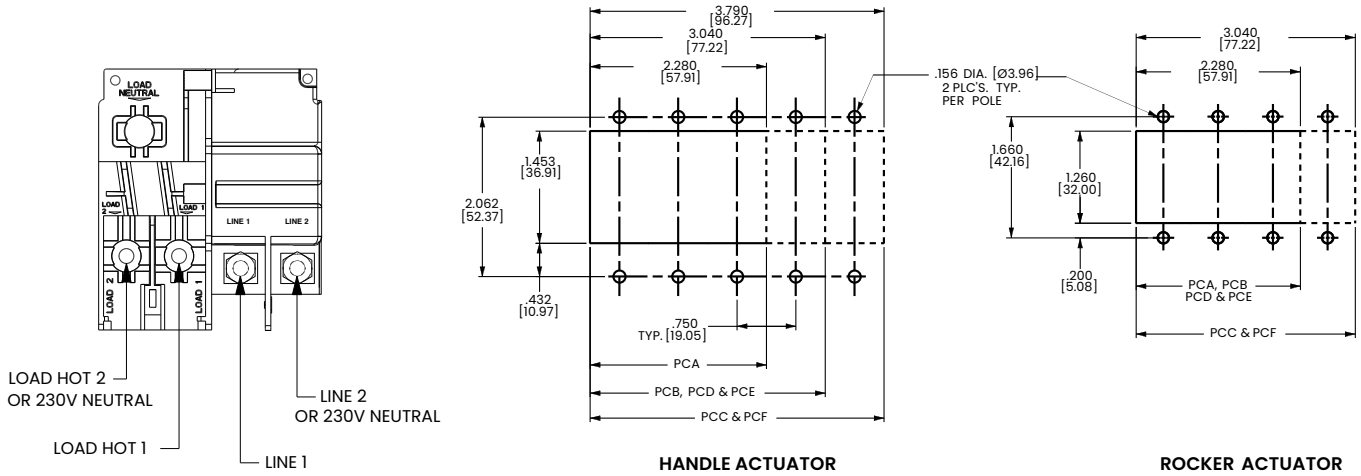 LOAD
NEUTRAL
LOAD
2
LOAD 1
LINE 1
LINE 2
LOAD 2
LOAD 1
LOAD HOT 2
OR 230V NEUTRAL
LINE 2
OR 230V NEUTRAL
LOAD HOT 1
LINE 1
3.790
[96.27]
3.040
[77.22]
2.280
[57.91]
.156 DIA. [Ø3.96]
2 PLC'S. TYP.
PER POLE
1.453
[36.91]
2.062
[52.37]
.432
[10.97]
.750
TYP. [19.05]
PCA
PCB, PCD & PCE
PCC & PCF
HANDLE ACTUATOR
3.040
[77.22]
2.280
[57.91]
1.660
[42.16]
1.260
[32.00]
.200
[5.08]
PCA, PCB
PCD & PCE
PCC & PCF
ROCKER ACTUATOR